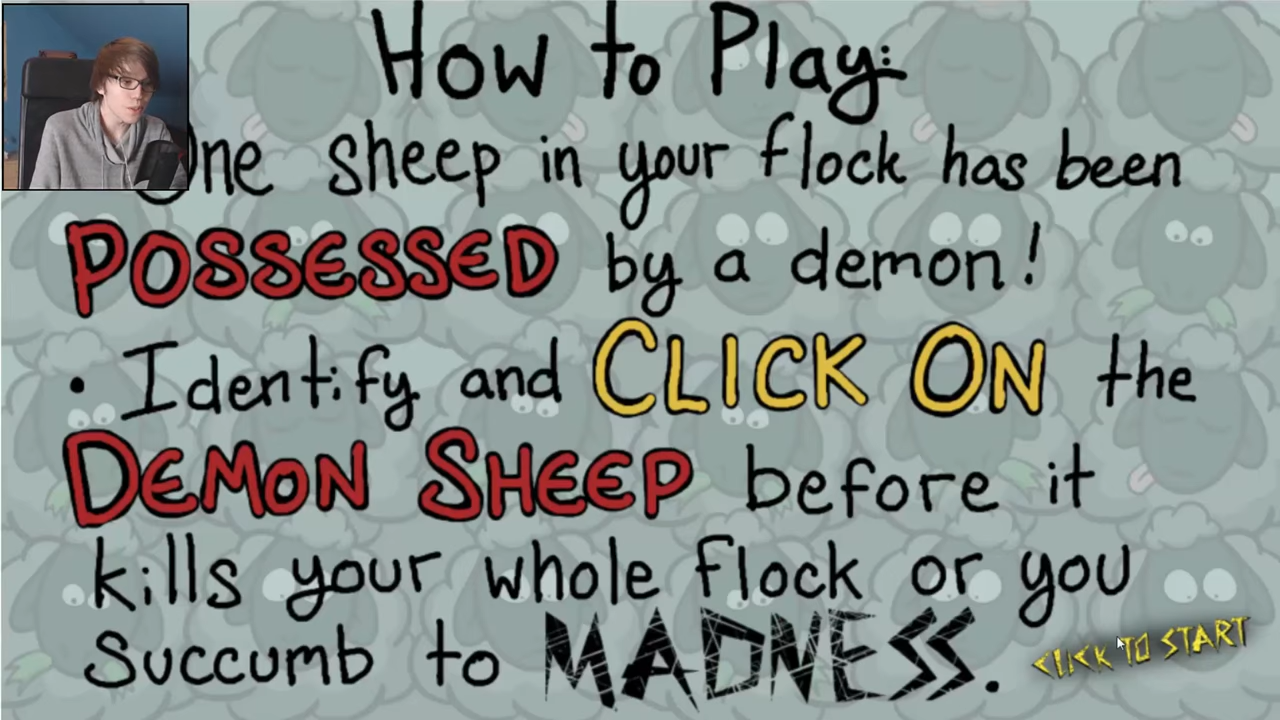 How to Play:
One sheep in your flock has been
POSSESSED by a demon!
• Identify and CLICK ON the
DEMON SHEEP before it
kills your whole flock or you
succumb to MADNESS.
CLICK TO START